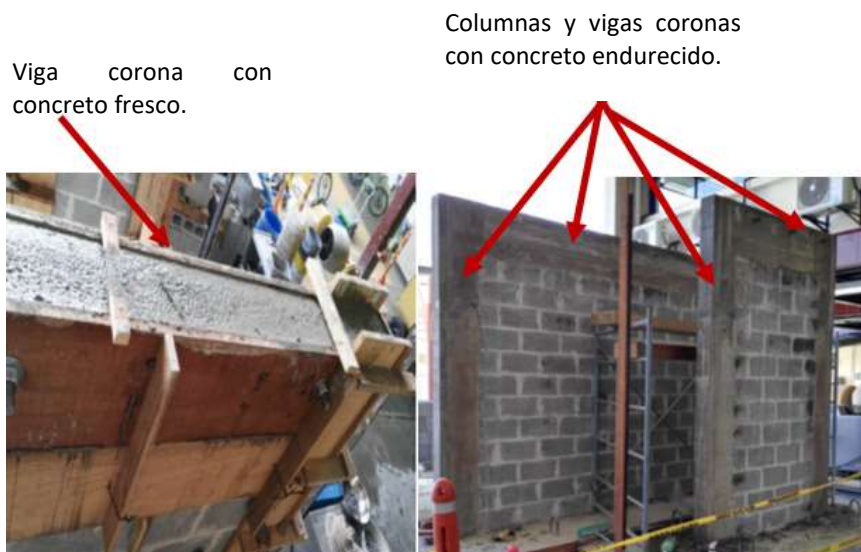 Viga corona con
concreto fresco.
Columnas y vigas coronas
con concreto endurecido.